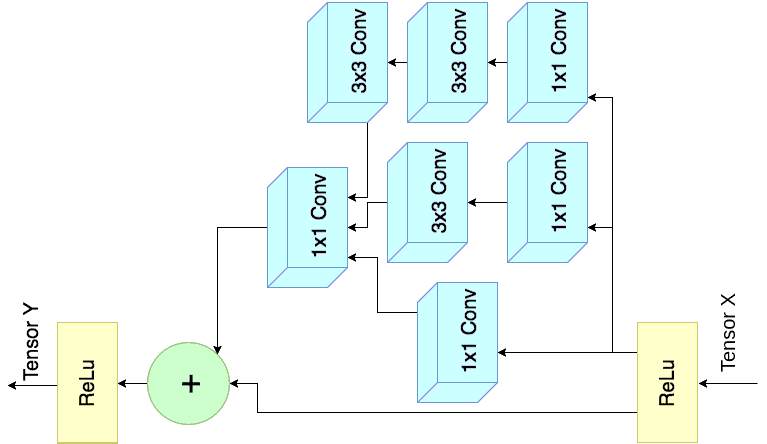 Tensor X
ReLu
1x1 Conv
1x1 Conv
1x1 Conv
3x3 Conv
3x3 Conv
3x3 Conv
1x1 Conv
+
ReLu
Tensor Y